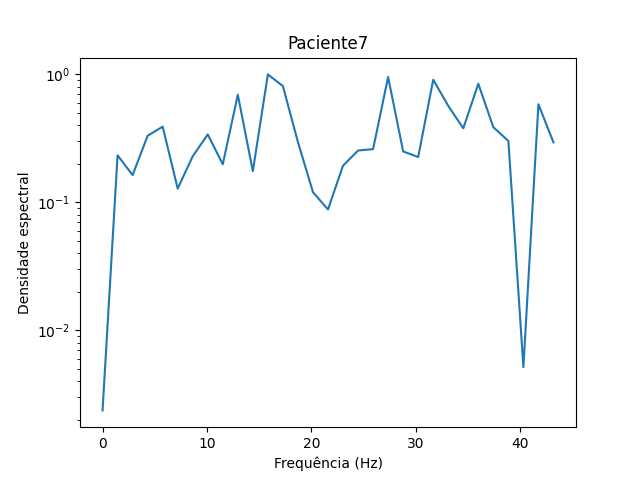 Paciente7
Densidade espectral
10⁰
10⁻¹
10⁻²
0 10 20 30 40
Frequência (Hz)